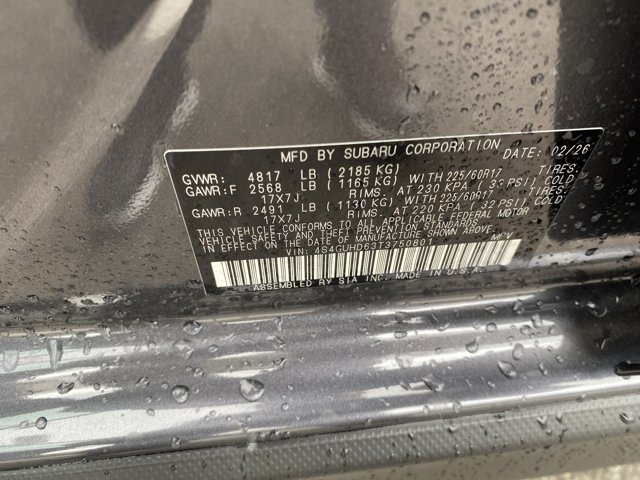 MFD BY SUBARU CORPORATION DATE: 02/26
GVWR: 4817 LB ( 2185 KG)
GAWR:F 2568 LB ( 1165 KG) WITH 225/60R17 TIRES,
17X7J RIMS, AT 230 KPA ( 33 PSI) COLD
GAWR:R 2491 LB ( 1130 KG) WITH 225/60R17 TIRES,
17X7J RIMS, AT 220 KPA ( 32 PSI) COLD
THIS VEHICLE CONFORMS TO ALL APPLICABLE FEDERAL MOTOR
VEHICLE SAFETY AND THEFT PREVENTION STANDARDS
IN EFFECT ON THE DATE OF MANUFACTURE SHOWN ABOVE.
VIN: 4S4GUHD63T3750801 MPV
ASSEMBLED BY SIA INC. MADE IN U.S.A.